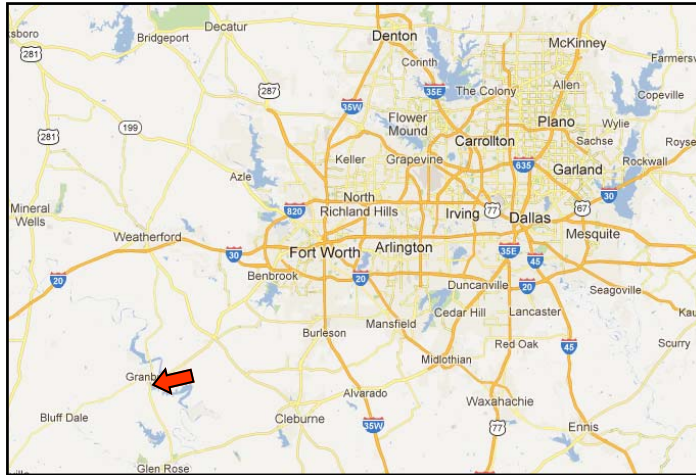 ksboro
Bridgeport
Decatur
Denton
McKinney
281
Corinth
Farmersv
287
35W
35E
The Colony
Allen
Copeville
281
199
Flower
Mound
Plano
Wylie
Carrollton
Sachse
Royse
Keller
Grapevine
635
Garland
Rockwall
Azle
30
Mineral
Wells
820
North
Richland Hills
Irving
77
Dallas
67
Weatherford
Mesquite
30
Fort Worth
Arlington
35E
45
20
Benbrook
20
Duncanville
20
Seagoville
Cedar Hill
Lancaster
Kau
Mansfield
Burleson
Red Oak
45
Scurry
Midlothian
Granb
Alvarado
Waxahachie
Bluff Dale
Cleburne
35W
77
Ennis
Glen Rose